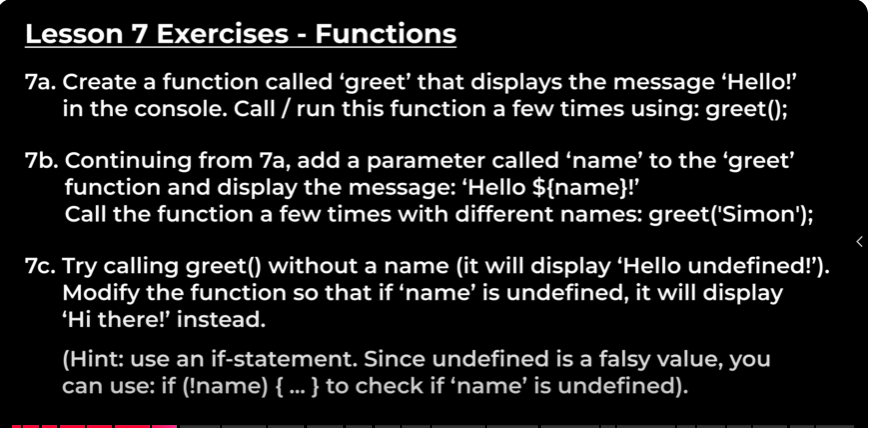 Lesson 7 Exercises - Functions
7a. Create a function called ‘greet’ that displays the message ‘Hello!’
in the console. Call / run this function a few times using: greet();
7b. Continuing from 7a, add a parameter called ‘name’ to the ‘greet’
function and display the message: ‘Hello ${name}!’
Call the function a few times with different names: greet('Simon');
7c. Try calling greet() without a name (it will display ‘Hello undefined!’).
Modify the function so that if ‘name’ is undefined, it will display
‘Hi there!’ instead.
(Hint: use an if-statement. Since undefined is a falsy value, you
can use: if (!name) { ... } to check if ‘name’ is undefined).